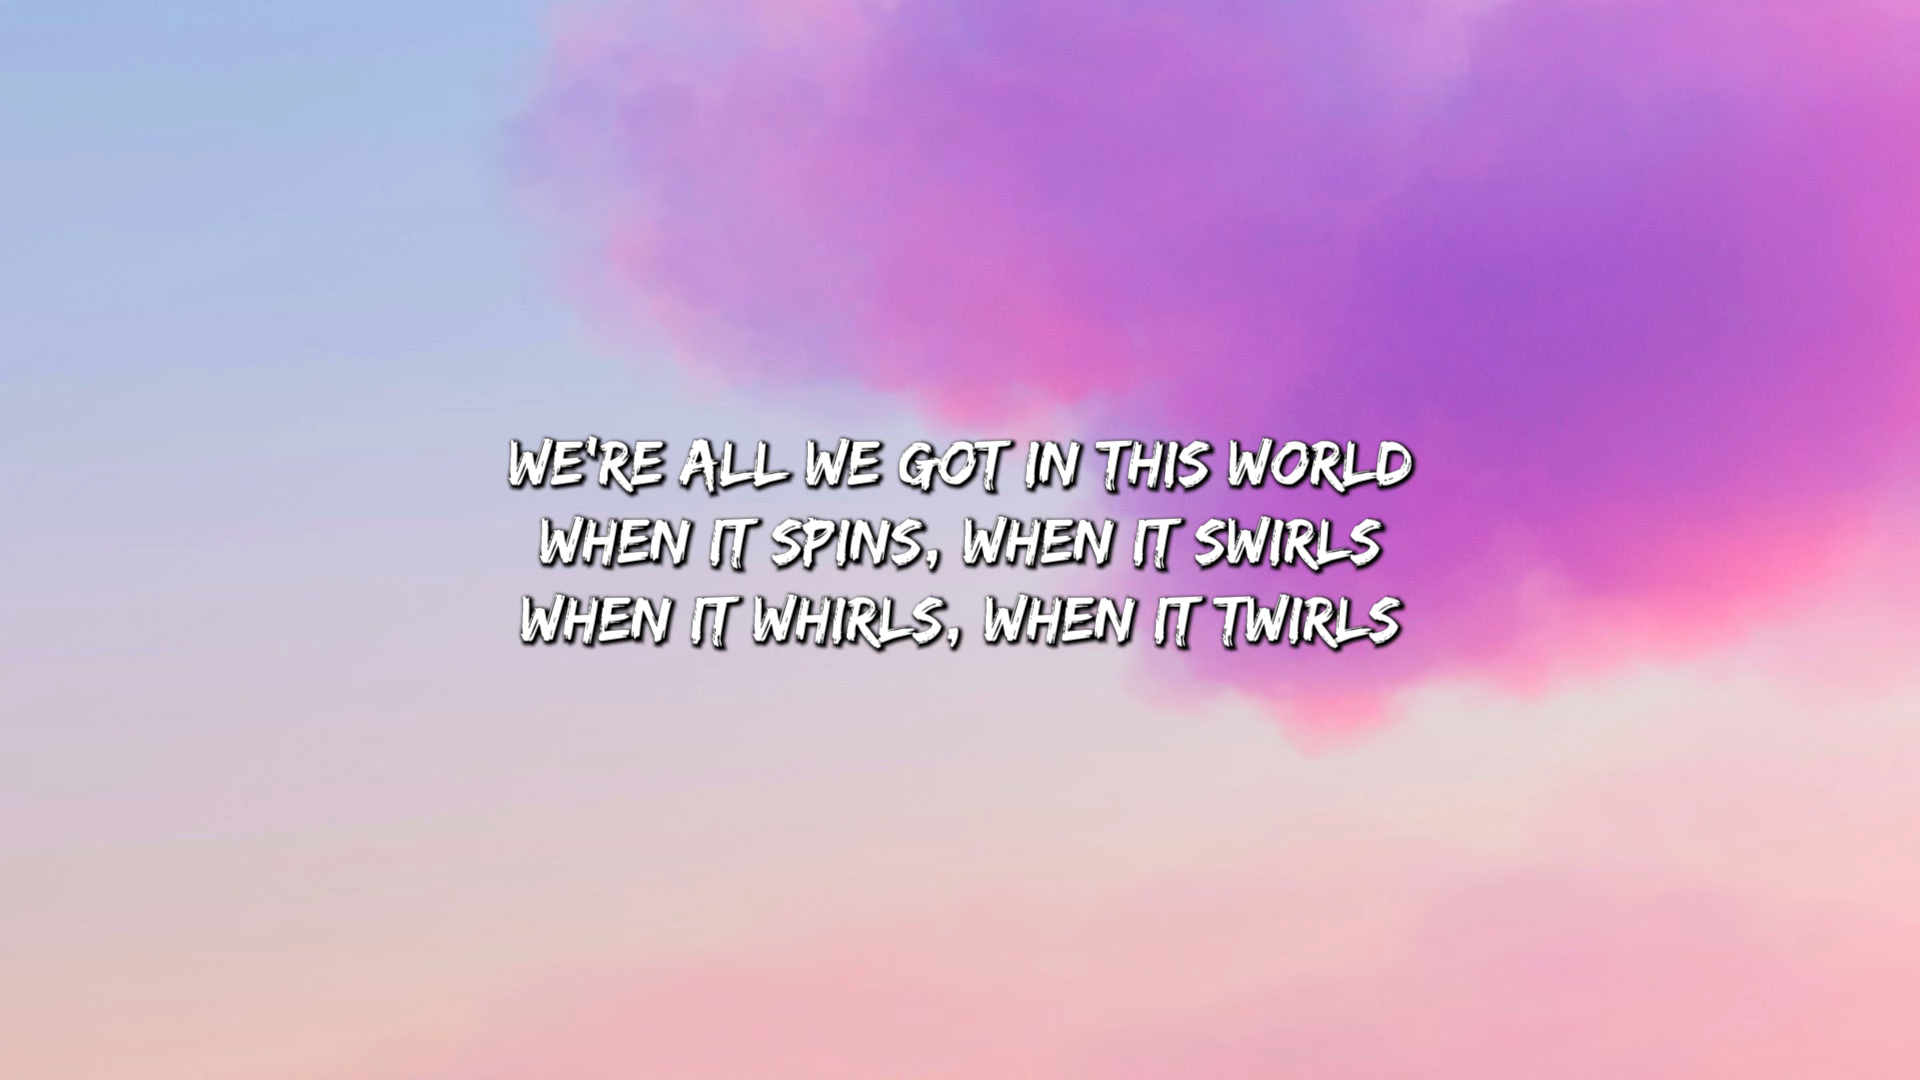 WE'RE ALL WE GOT IN THIS WORLD
WHEN IT SPINS, WHEN IT SWIRLS
WHEN IT WHIRLS, WHEN IT TWIRLS